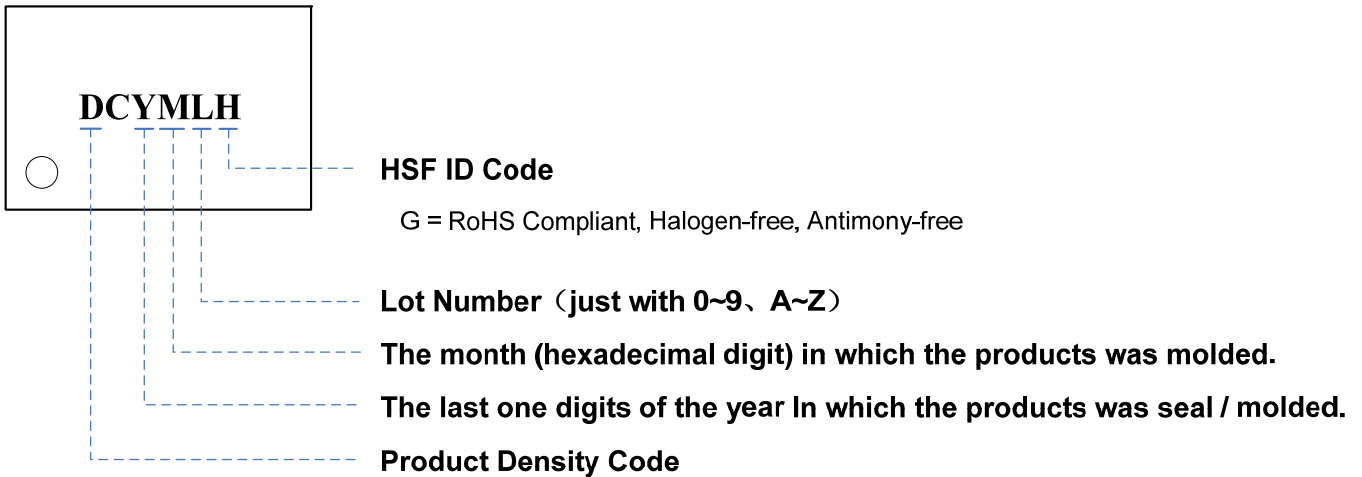 DCYMLH
HSF ID Code
G = RoHS Compliant, Halogen-free, Antimony-free
Lot Number（just with 0~9、A~Z）
The month (hexadecimal digit) in which the products was molded.
The last one digits of the year In which the products was seal / molded.
Product Density Code